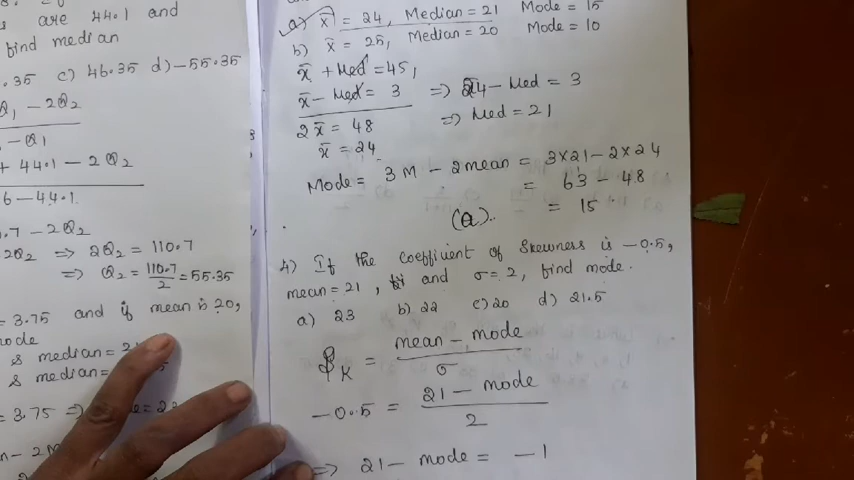 are 44.1 and
find median
.35 c) 46.35 d) -55.35
Q₁ - 2Q₂
- Q₁
+ 44.1 - 2Q₂
6 - 44.1
.7 - 2Q₂
2Q₂ => 2Q₂ = 110.7
=> Q₂ = 110.7/2 = 55.35
= 3.75 and if mean is 20,
mode
& median = 2
& median =
= 3.75 =>
- 2M
a) x̄ = 24, Median = 21 Mode = 15
b) x̄ = 25, Median = 20 Mode = 10
x̄ + Med = 45,
x̄ - Med = 3 => 24 - Med = 3
2x̄ = 48 => Med = 21
x̄ = 24
Mode = 3M - 2mean = 3×21 - 2×24
= 63 - 48
(a). = 15
4) If the coefficient of skewness is -0.5,
mean = 21, and σ = 2, find mode.
a) 23 b) 22 c) 20 d) 21.5
Sₖ = mean - mode
σ
-0.5 = 21 - mode
2
=> 21 - mode = -1